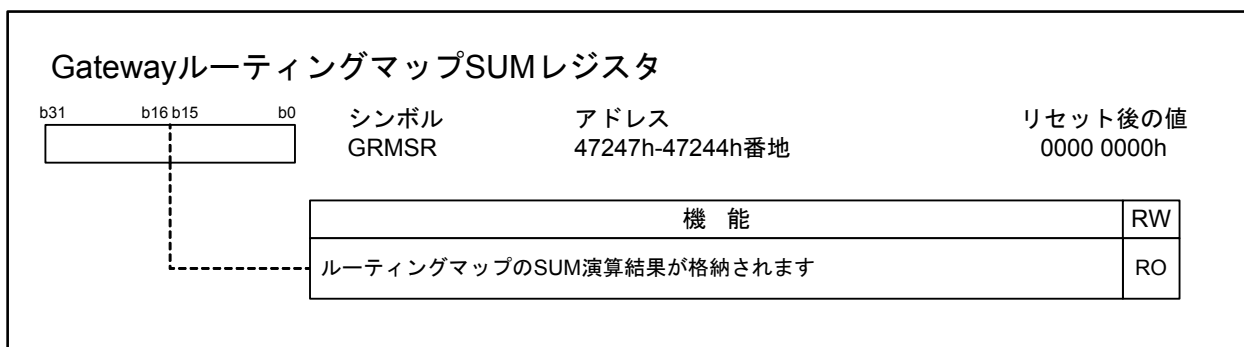 GatewayルーティングマップSUMレジスタ
b31 b16 b15 b0 シンボル アドレス リセット後の値
GRMSR 47247h-47244h番地 0000 0000h
機 能 RW
ルーティングマップのSUM演算結果が格納されます RO